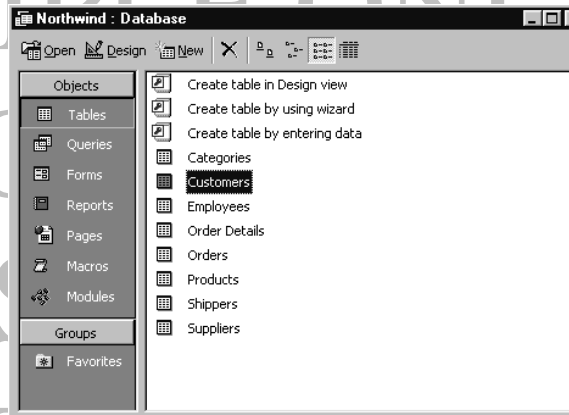 Northwind : Database
Open Design New
Objects
Tables
Queries
Forms
Reports
Pages
Macros
Modules
Groups
Favorites
Create table in Design view
Create table by using wizard
Create table by entering data
Categories
Customers
Employees
Order Details
Orders
Products
Shippers
Suppliers